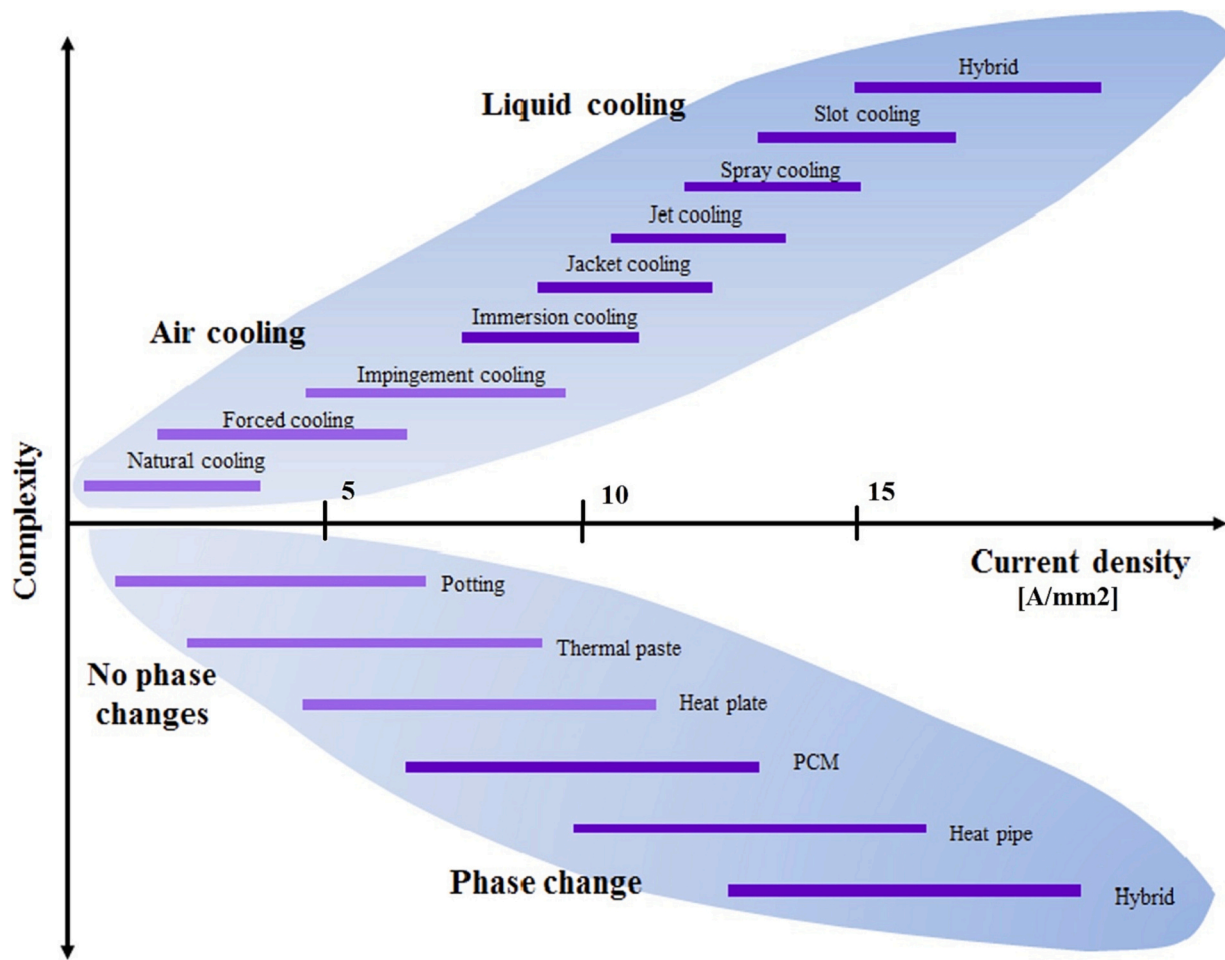 Hybrid
Liquid cooling
Slot cooling
Spray cooling
Jet cooling
Jacket cooling
Immersion cooling
Air cooling
Impingement cooling
Forced cooling
Natural cooling
5
10
15
Complexity
Current density
[A/mm2]
Potting
Thermal paste
No phase
changes
Heat plate
PCM
Heat pipe
Phase change
Hybrid